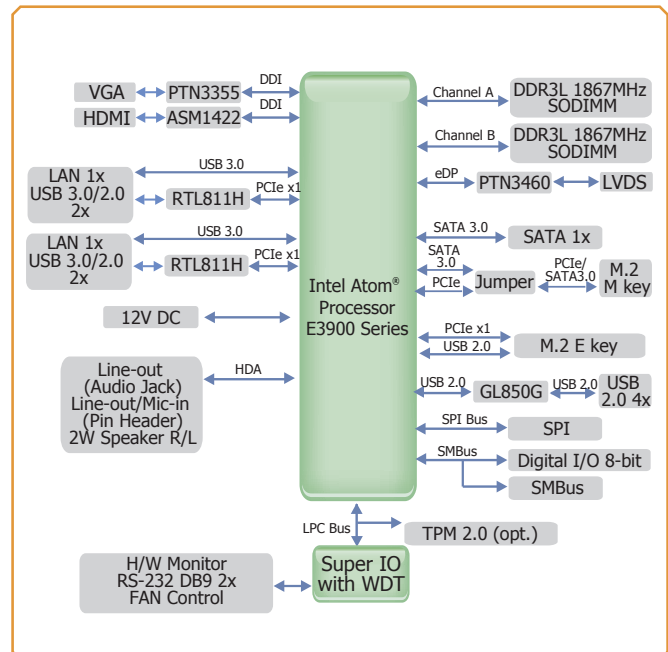 VGA
PTN3355
DDI
HDMI
ASM1422
DDI
LAN 1x
USB 3.0/2.0
2x
USB 3.0
RTL811H
PCIe x1
LAN 1x
USB 3.0/2.0
2x
USB 3.0
RTL811H
PCIe x1
12V DC
Line-out
(Audio Jack)
Line-out/Mic-in
(Pin Header)
2W Speaker R/L
HDA
Intel Atom®
Processor
E3900 Series
Channel A
DDR3L 1867MHz
SODIMM
Channel B
DDR3L 1867MHz
SODIMM
eDP
PTN3460
LVDS
SATA 3.0
SATA 1x
SATA
3.0
PCIe
Jumper
PCIe/
SATA3.0
M.2
M key
PCIe x1
USB 2.0
M.2 E key
USB 2.0
GL850G
USB 2.0
USB
2.0 4x
SPI Bus
SPI
SMBus
Digital I/O 8-bit
SMBus
LPC Bus
TPM 2.0 (opt.)
Super IO
with WDT
H/W Monitor
RS-232 DB9 2x
FAN Control